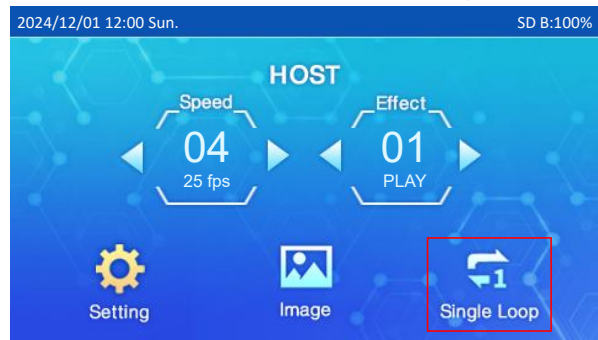 2024/12/01 12:00 Sun. SD B:100%
HOST
Speed Effect
04 01
25 fps PLAY
1
Setting Image Single Loop